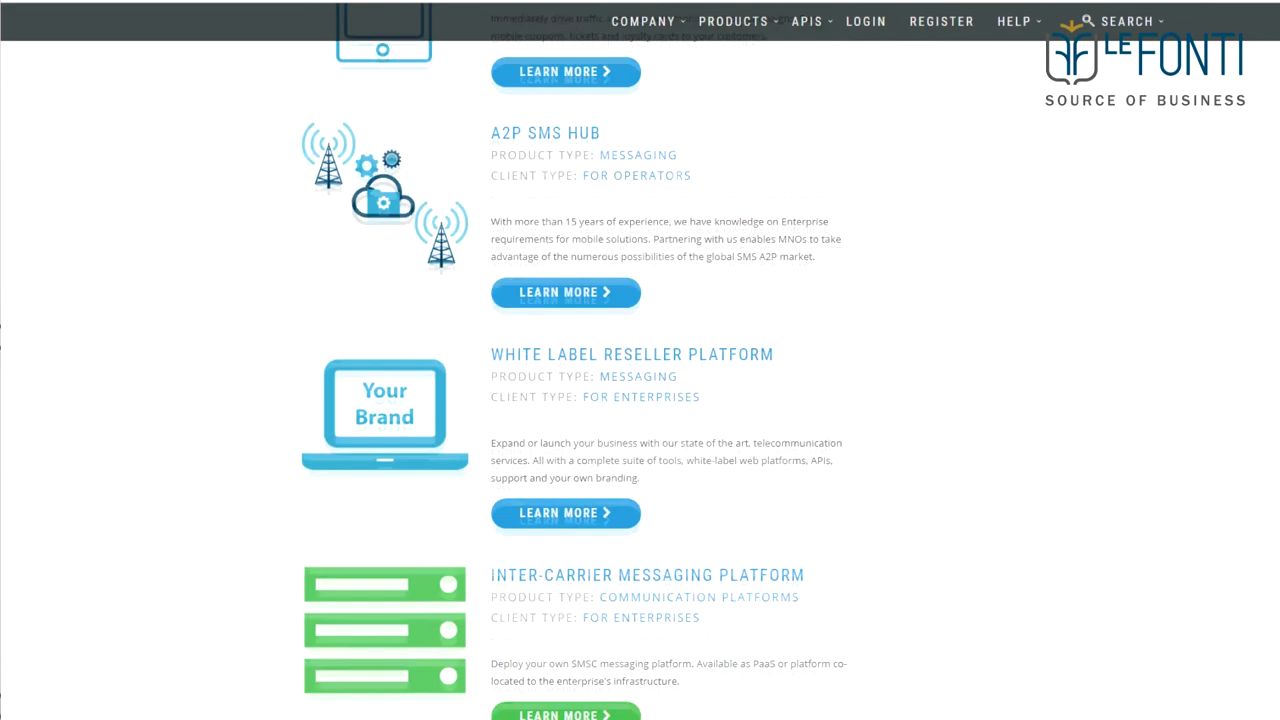 COMPANY PRODUCTS APIS LOGIN REGISTER HELP SEARCH
mobile coupons, tickets and loyalty cards to your customers.
LEARN MORE
LE FONTI
SOURCE OF BUSINESS
A2P SMS HUB
PRODUCT TYPE: MESSAGING
CLIENT TYPE: FOR OPERATORS
With more than 15 years of experience, we have knowledge on Enterprise
requirements for mobile solutions. Partnering with us enables MNOs to take
advantage of the numerous possibilities of the global SMS A2P market.
LEARN MORE
Your
Brand
WHITE LABEL RESELLER PLATFORM
PRODUCT TYPE: MESSAGING
CLIENT TYPE: FOR ENTERPRISES
Expand or launch your business with our state of the art, telecommunication
services. All with a complete suite of tools, white-label web platforms, APIs,
support and your own branding.
LEARN MORE
INTER-CARRIER MESSAGING PLATFORM
PRODUCT TYPE: COMMUNICATION PLATFORMS
CLIENT TYPE: FOR ENTERPRISES
Deploy your own SMSC messaging platform. Available as PaaS or platform co-
located to the enterprise's infrastructure.
LEARN MORE